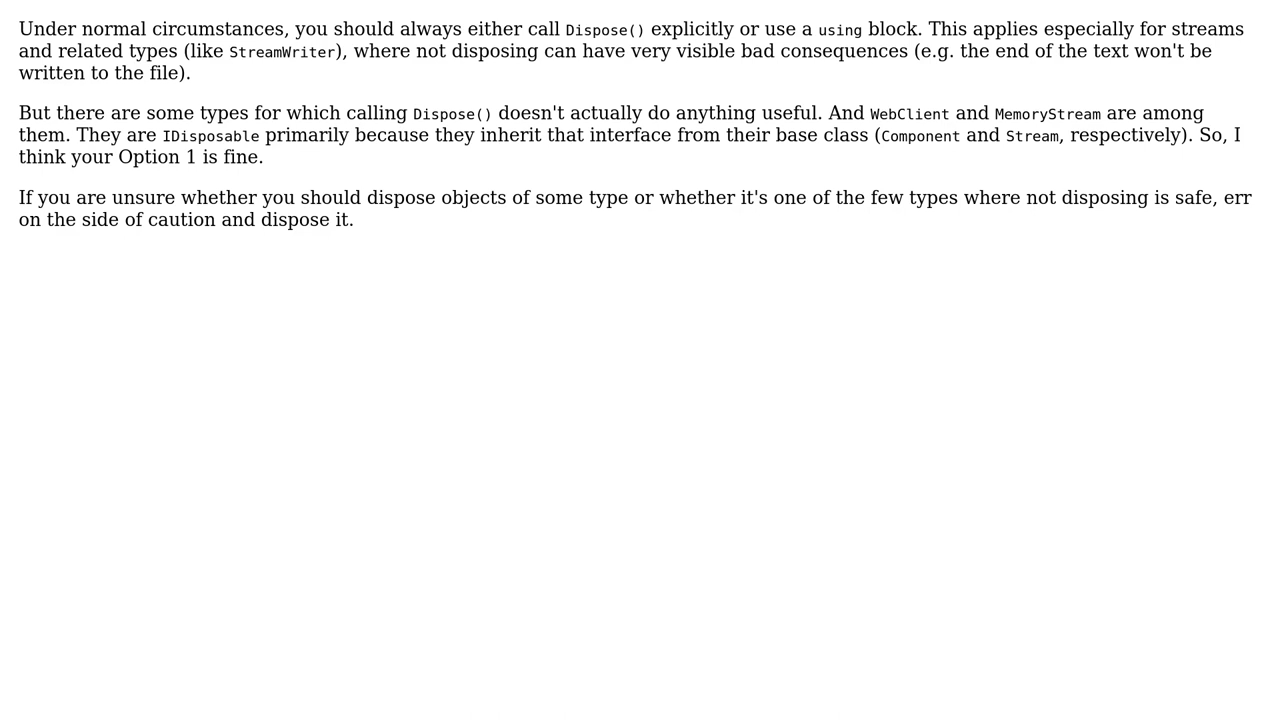 Under normal circumstances, you should always either call Dispose() explicitly or use a using block. This applies especially for streams
and related types (like StreamWriter), where not disposing can have very visible bad consequences (e.g. the end of the text won't be
written to the file).
But there are some types for which calling Dispose() doesn't actually do anything useful. And WebClient and MemoryStream are among
them. They are IDisposable primarily because they inherit that interface from their base class (Component and Stream, respectively). So, I
think your Option 1 is fine.
If you are unsure whether you should dispose objects of some type or whether it's one of the few types where not disposing is safe, err
on the side of caution and dispose it.